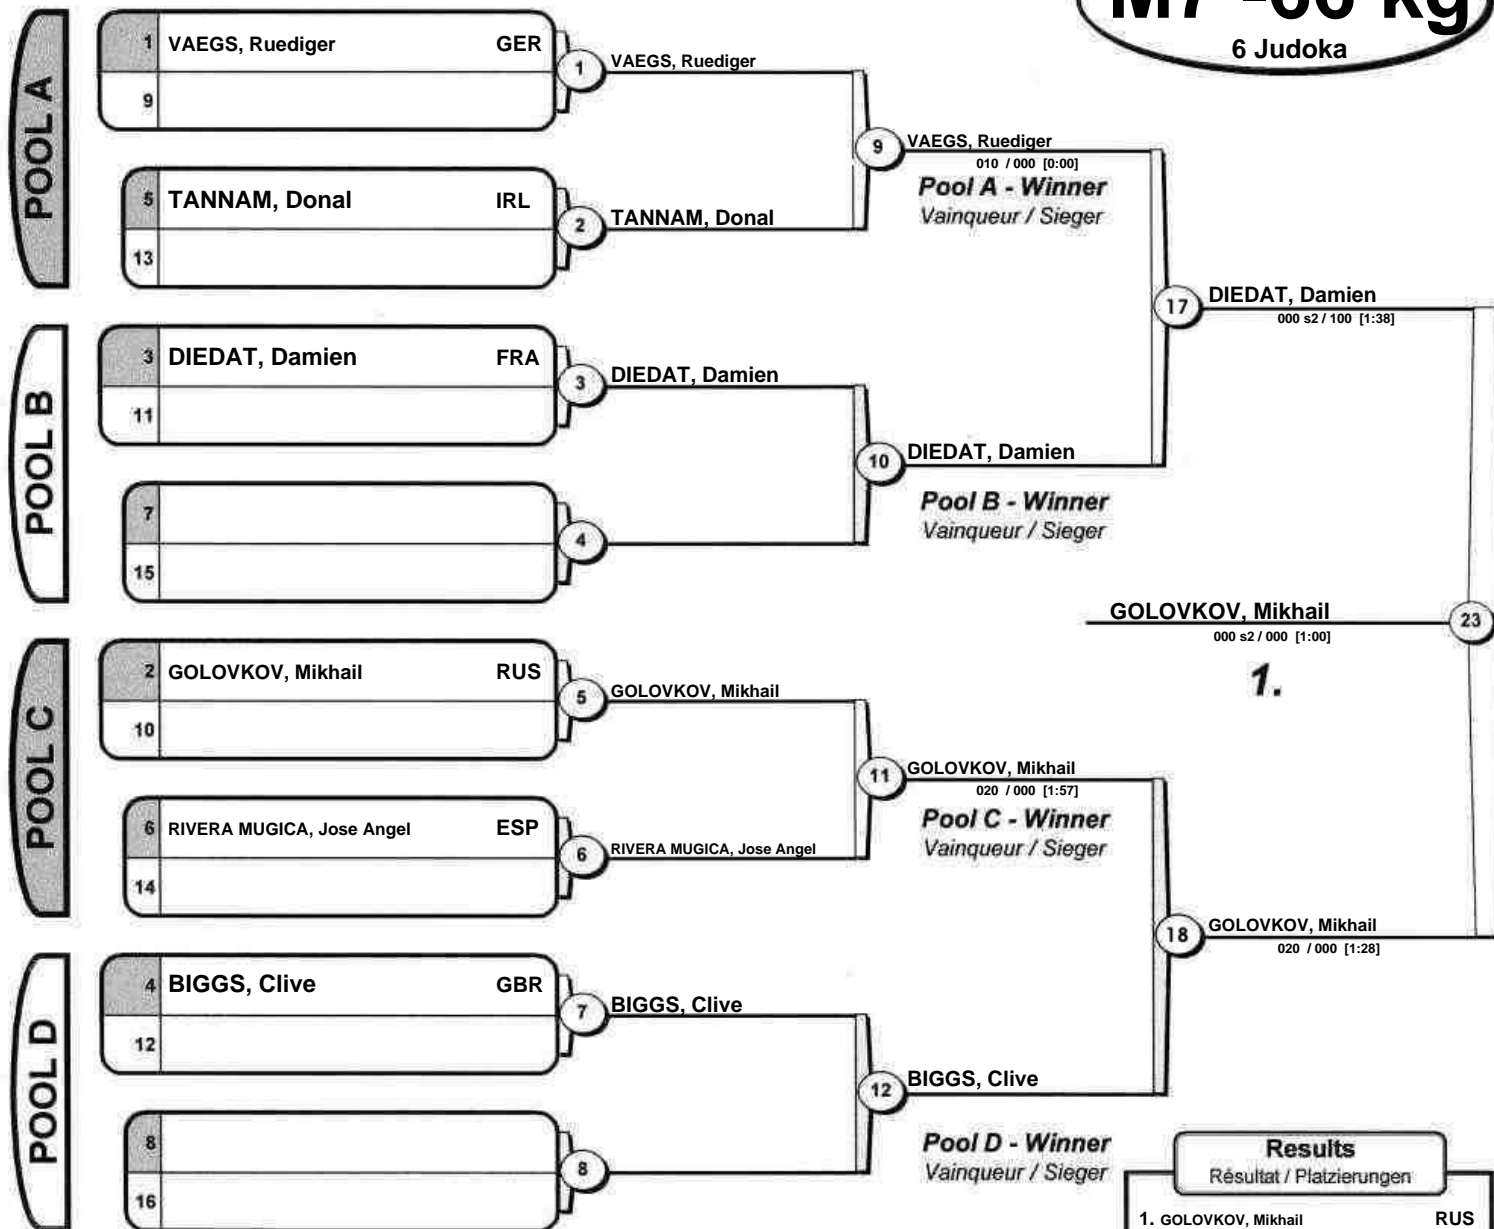 M7 -66 kg
6 Judoka
POOL A
1 VAEGS, Ruediger GER
9
5 TANNAM, Donal IRL
13
1 VAEGS, Ruediger
2 TANNAM, Donal
9 VAEGS, Ruediger
010 / 000 [0:00]
Pool A - Winner
Vainqueur / Sieger
POOL B
3 DIEDAT, Damien FRA
11
7
15
3 DIEDAT, Damien
4
10 DIEDAT, Damien
Pool B - Winner
Vainqueur / Sieger
17 DIEDAT, Damien
000 s2 / 100 [1:38]
GOLOVKOV, Mikhail 23
000 s2 / 000 [1:00]
1.
POOL C
2 GOLOVKOV, Mikhail RUS
10
6 RIVERA MUGICA, Jose Angel ESP
14
5 GOLOVKOV, Mikhail
6 RIVERA MUGICA, Jose Angel
11 GOLOVKOV, Mikhail
020 / 000 [1:57]
Pool C - Winner
Vainqueur / Sieger
18 GOLOVKOV, Mikhail
020 / 000 [1:28]
POOL D
4 BIGGS, Clive GBR
12
8
16
7 BIGGS, Clive
8
12 BIGGS, Clive
Pool D - Winner
Vainqueur / Sieger
Results
Résultat / Platzierungen
1. GOLOVKOV, Mikhail RUS